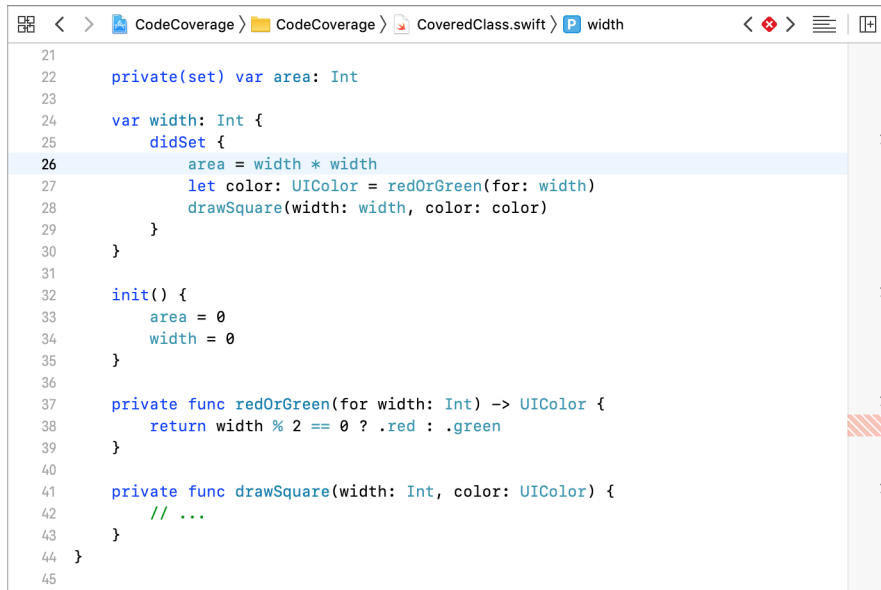 CodeCoverage 〉 CodeCoverage 〉 CoveredClass.swift 〉 P width
21
22 private(set) var area: Int
23
24 var width: Int {
25 didSet {
26 area = width * width
27 let color: UIColor = redOrGreen(for: width)
28 drawSquare(width: width, color: color)
29 }
30 }
31
32 init() {
33 area = 0
34 width = 0
35 }
36
37 private func redOrGreen(for width: Int) -> UIColor {
38 return width % 2 == 0 ? .red : .green
39 }
40
41 private func drawSquare(width: Int, color: UIColor) {
42 // ...
43 }
44 }
45